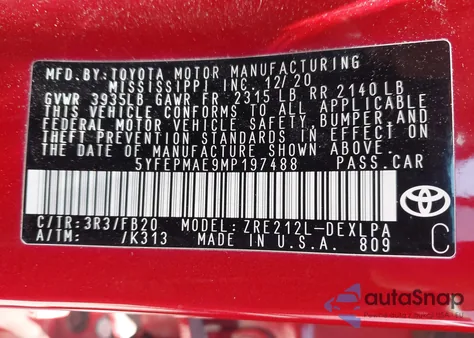 MFD.BY:TOYOTA MOTOR MANUFACTURING
MISSISSIPPI INC. 12/20
GVWR 3935LB GAWR FR 2315 LB RR 2140 LB
THIS VEHICLE CONFORMS TO ALL APPLICABLE
FEDERAL MOTOR VEHICLE SAFETY, BUMPER, AND
THEFT PREVENTION STANDARDS IN EFFECT ON
THE DATE OF MANUFACTURE SHOWN ABOVE.
5YFEPMAE9MP197488 PASS.CAR
C/TR:3R3/FB20 MODEL:ZRE212L-DEXLPA
A/TM: /K313 MADE IN U.S.A. 809
TOYOTA
C
autoSnap